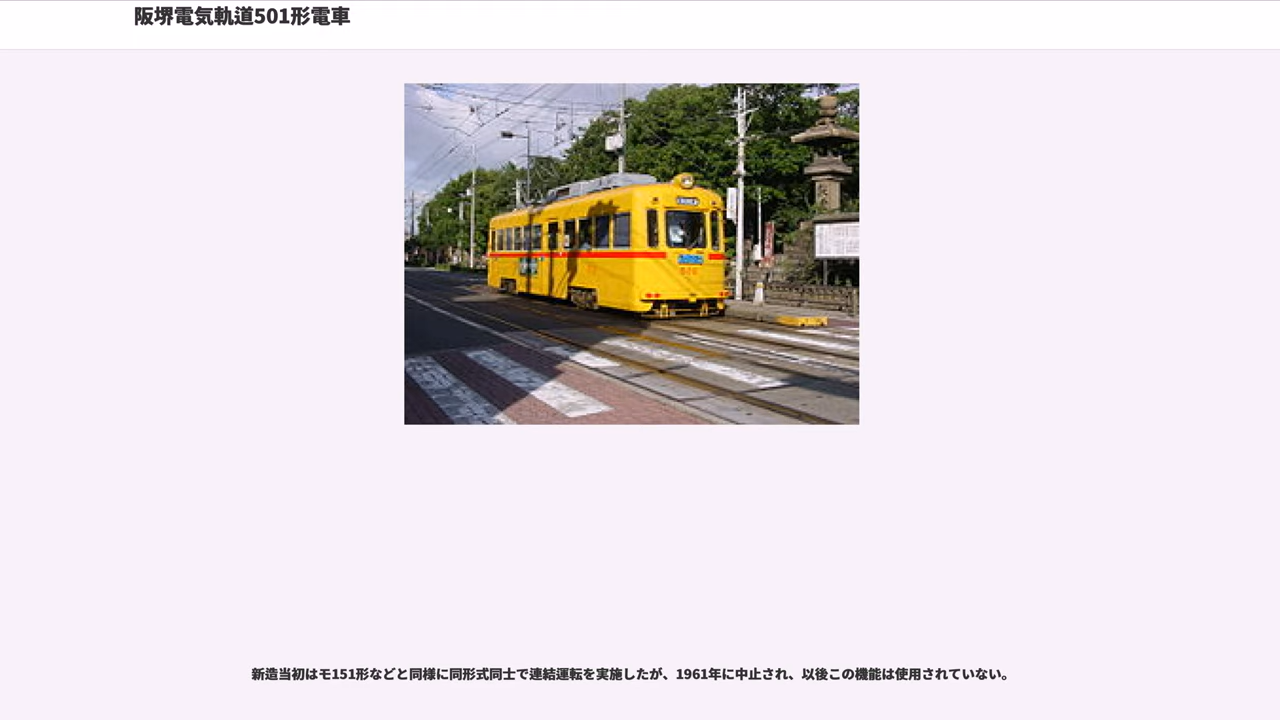 阪堺電気軌道501形電車
新造当初はモ151形などと同様に同形式同士で連結運転を実施したが、1961年に中止され、以後この機能は使用されていない。